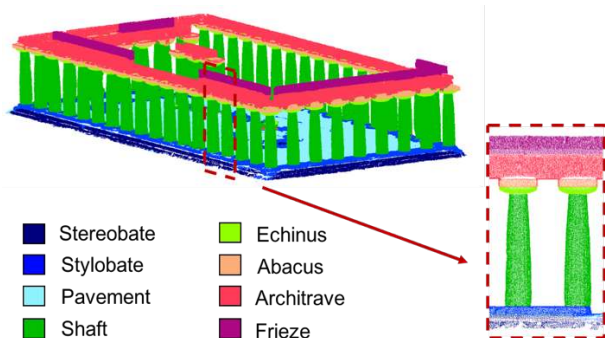 Stereobate
Stylobate
Pavement
Shaft
Echinus
Abacus
Architrave
Frieze